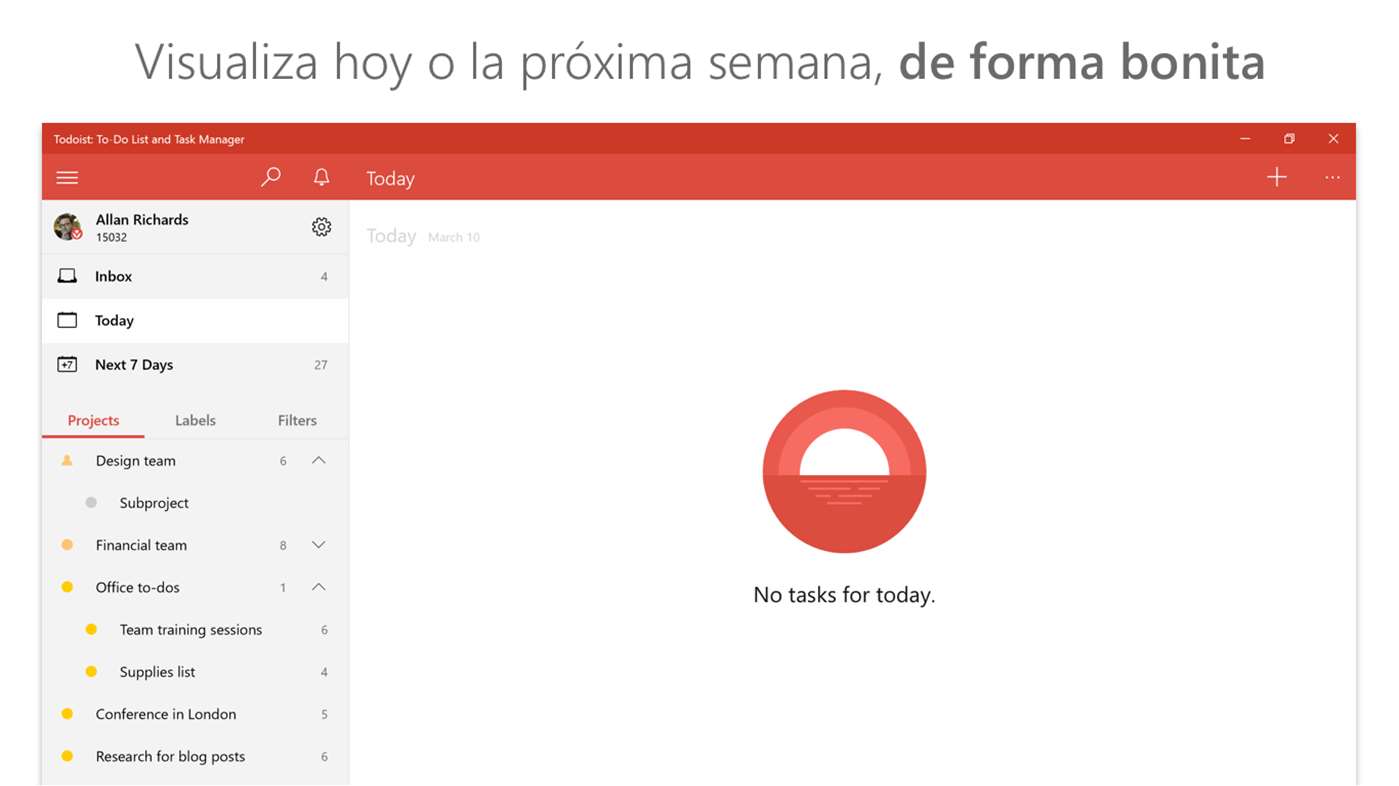 Visualiza hoy o la próxima semana, de forma bonita
Todoist: To-Do List and Task Manager
Today
Allan Richards
15032
Today March 10
Inbox 4
Today
+7 Next 7 Days 27
Projects Labels Filters
Design team 6
Subproject
Financial team 8
Office to-dos 1
Team training sessions 6
Supplies list 4
Conference in London 5
Research for blog posts 6
No tasks for today.